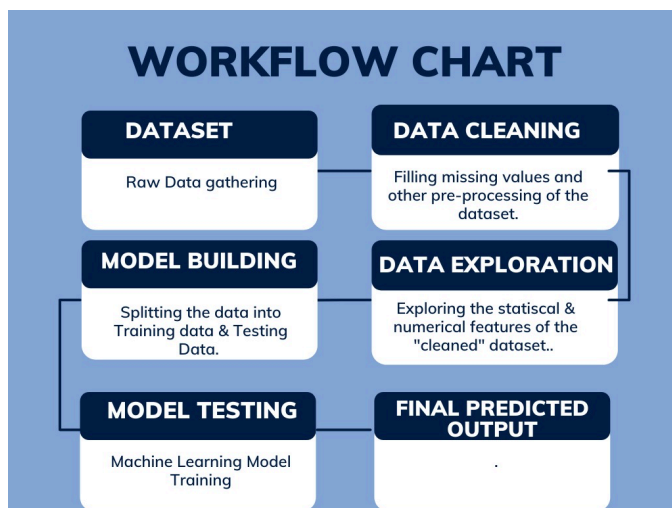 WORKFLOW CHART
DATASET
Raw Data gathering
DATA CLEANING
Filling missing values and
other pre-processing of the
dataset.
DATA EXPLORATION
Exploring the statiscal &
numerical features of the
"cleaned" dataset..
MODEL BUILDING
Splitting the data into
Training data & Testing
Data.
MODEL TESTING
Machine Learning Model
Training
FINAL PREDICTED
OUTPUT
.